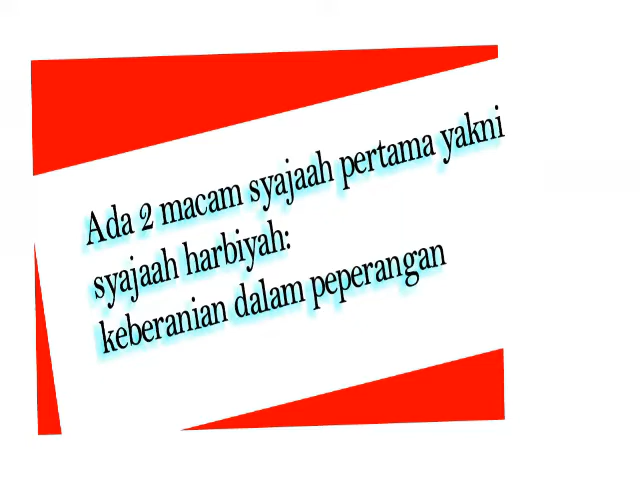 Ada 2 macam syajaah pertama yakni
syajaah harbiyah:
keberanian dalam peperangan